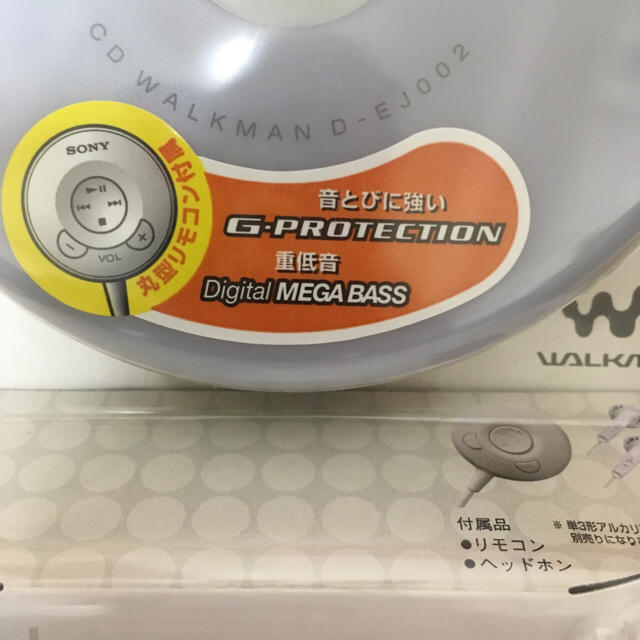 CD WALKMAN D-EJ002
SONY
VOL
丸型リモコン付属
音とびに強い
G-PROTECTION
重低音
Digital MEGA BASS
付属品
●リモコン
●ヘッドホン
※ 単3形アルカリ
別売りになり